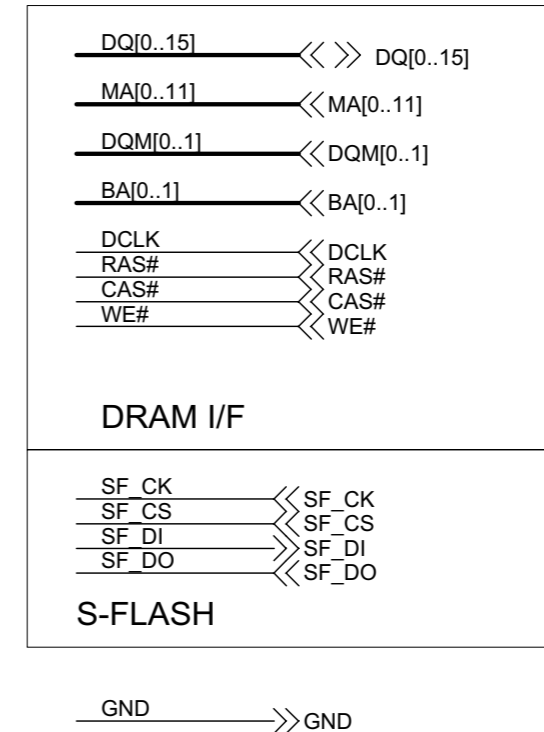 DQ[0..15] DQ[0..15]
MA[0..11] MA[0..11]
DQM[0..1] DQM[0..1]
BA[0..1] BA[0..1]
DCLK DCLK
RAS# RAS#
CAS# CAS#
WE# WE#
DRAM I/F
SF_CK SF_CK
SF_CS SF_CS
SF_DI SF_DI
SF_DO SF_DO
S-FLASH
GND GND